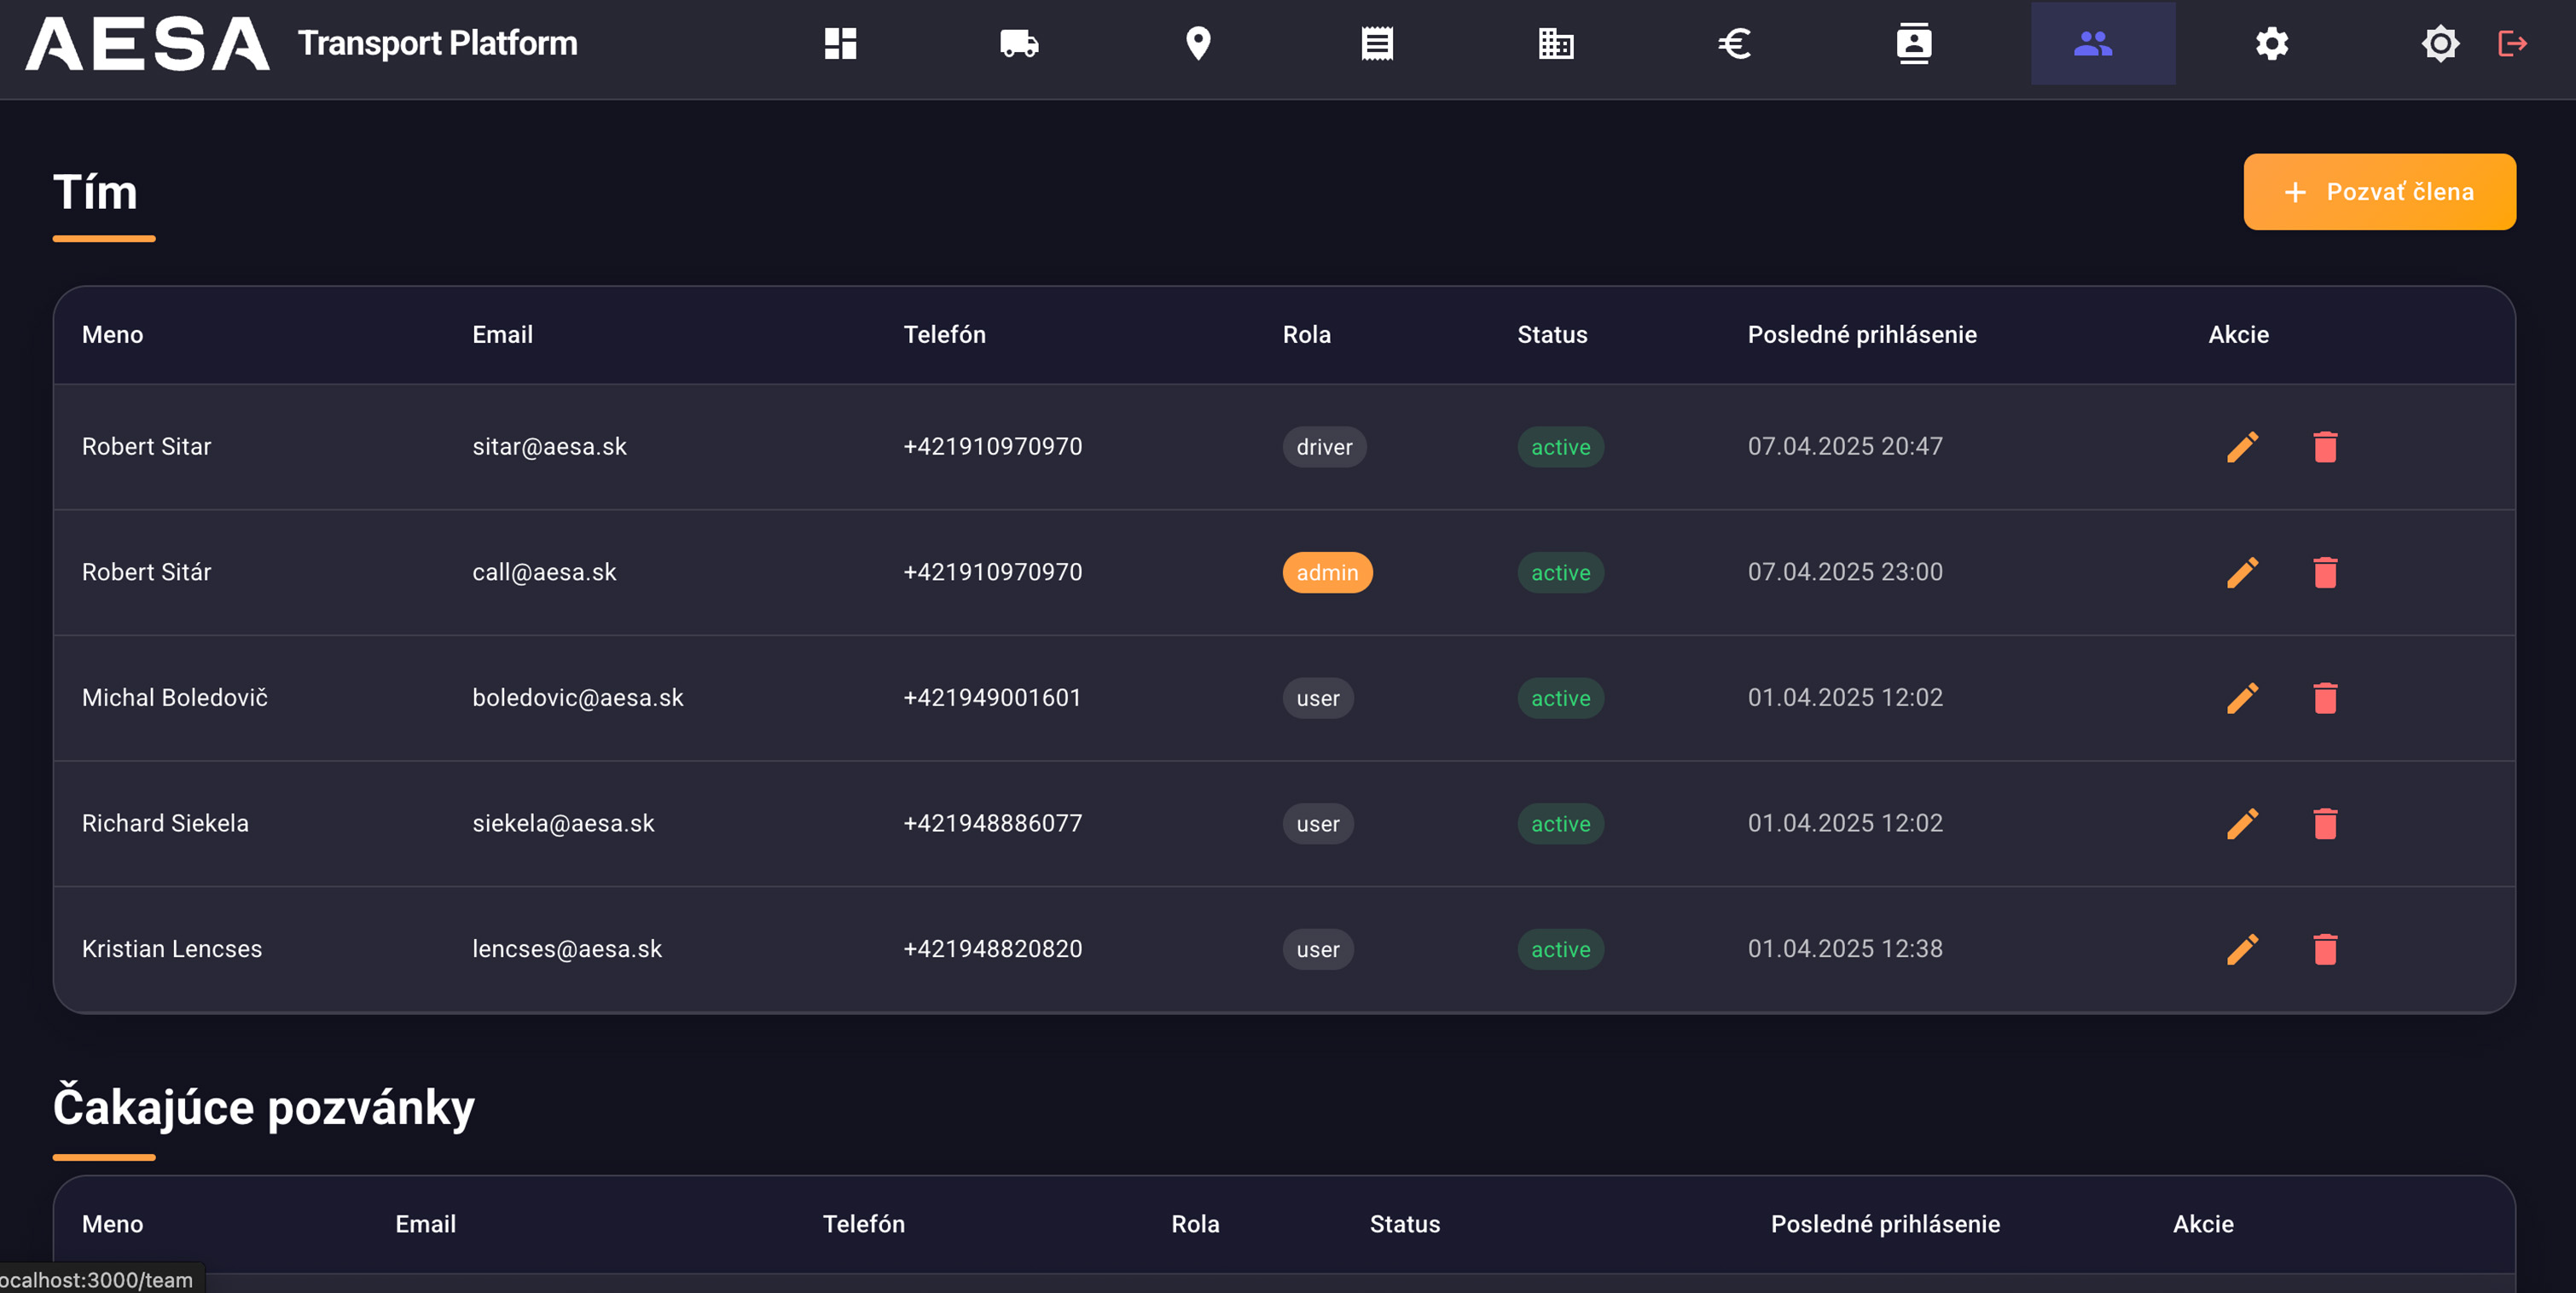 AESA Transport Platform
Tím
+ Pozvať člena
Meno Email Telefón Rola Status Posledné prihlásenie Akcie
Robert Sitar sitar@aesa.sk +421910970970 driver active 07.04.2025 20:47
Robert Sitár call@aesa.sk +421910970970 admin active 07.04.2025 23:00
Michal Boledovič boledovic@aesa.sk +421949001601 user active 01.04.2025 12:02
Richard Siekela siekela@aesa.sk +421948886077 user active 01.04.2025 12:02
Kristian Lencses lencses@aesa.sk +421948820820 user active 01.04.2025 12:38
Čakajúce pozvánky
Meno Email Telefón Rola Status Posledné prihlásenie Akcie
ocalhost:3000/team